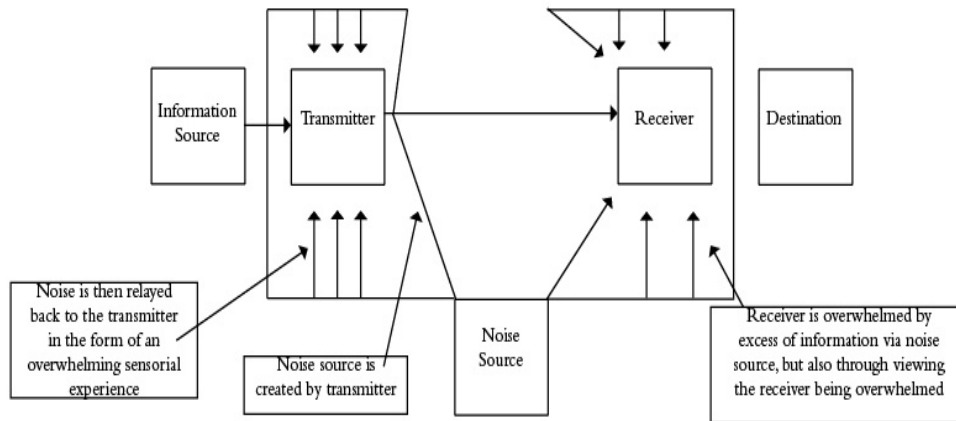 Information
Source
Transmitter
Receiver
Destination
Noise is then relayed
back to the transmitter
in the form of an
overwhelming sensorial
experience
Noise source is
created by transmitter
Noise
Source
Receiver is overwhelmed by
excess of information via noise
source, but also through viewing
the receiver being overwhelmed